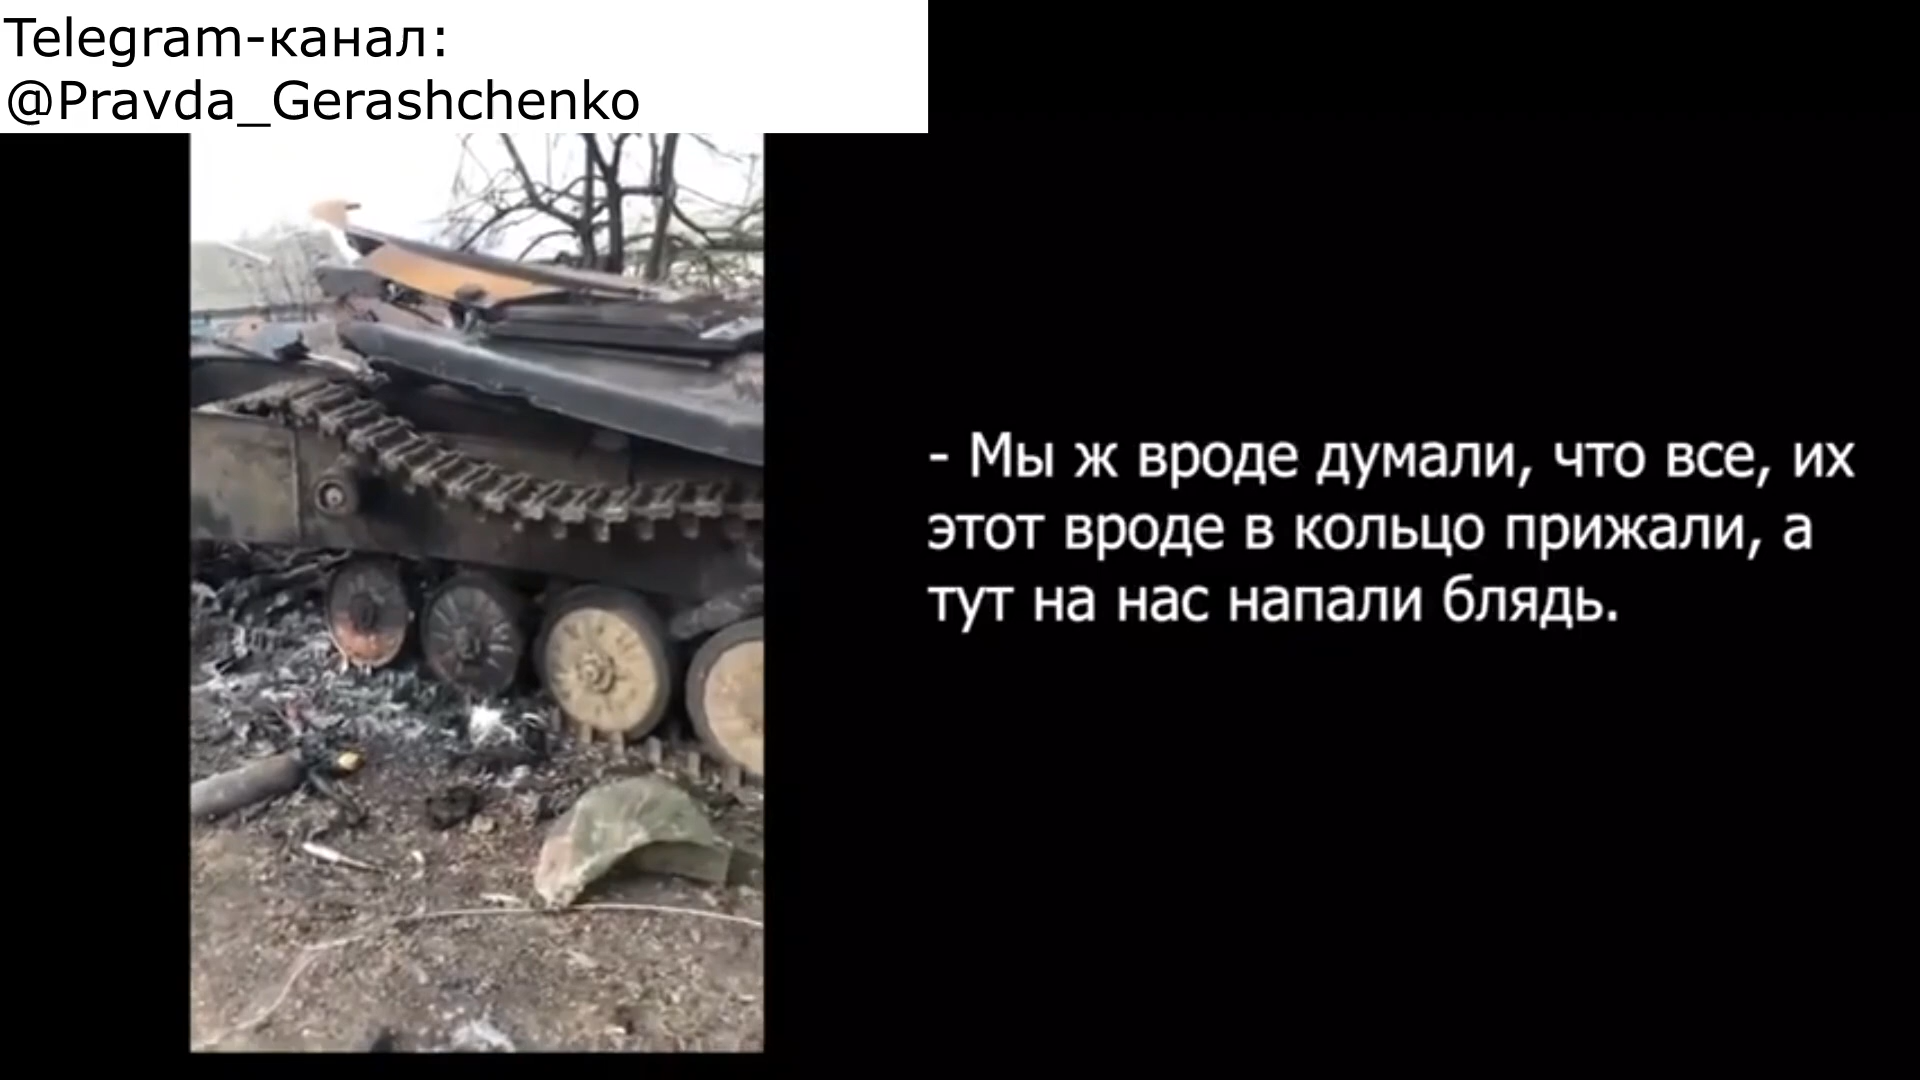 Telegram-канал:
@Pravda_Gerashchenko
- Мы ж вроде думали, что все, их
этот вроде в кольцо прижали, а
тут на нас напали блядь.